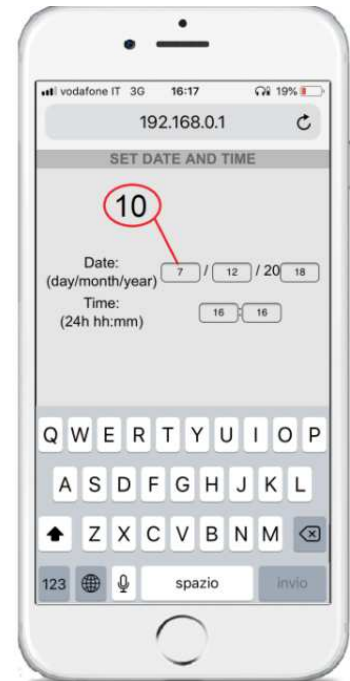 vodafone IT 3G 16:17 19%
192.168.0.1
SET DATE AND TIME
10
Date:
(day/month/year) 7 / 12 / 20 18
Time:
(24h hh:mm) 16 : 16
Q W E R T Y U I O P
A S D F G H J K L
Z X C V B N M
123 spazio invio